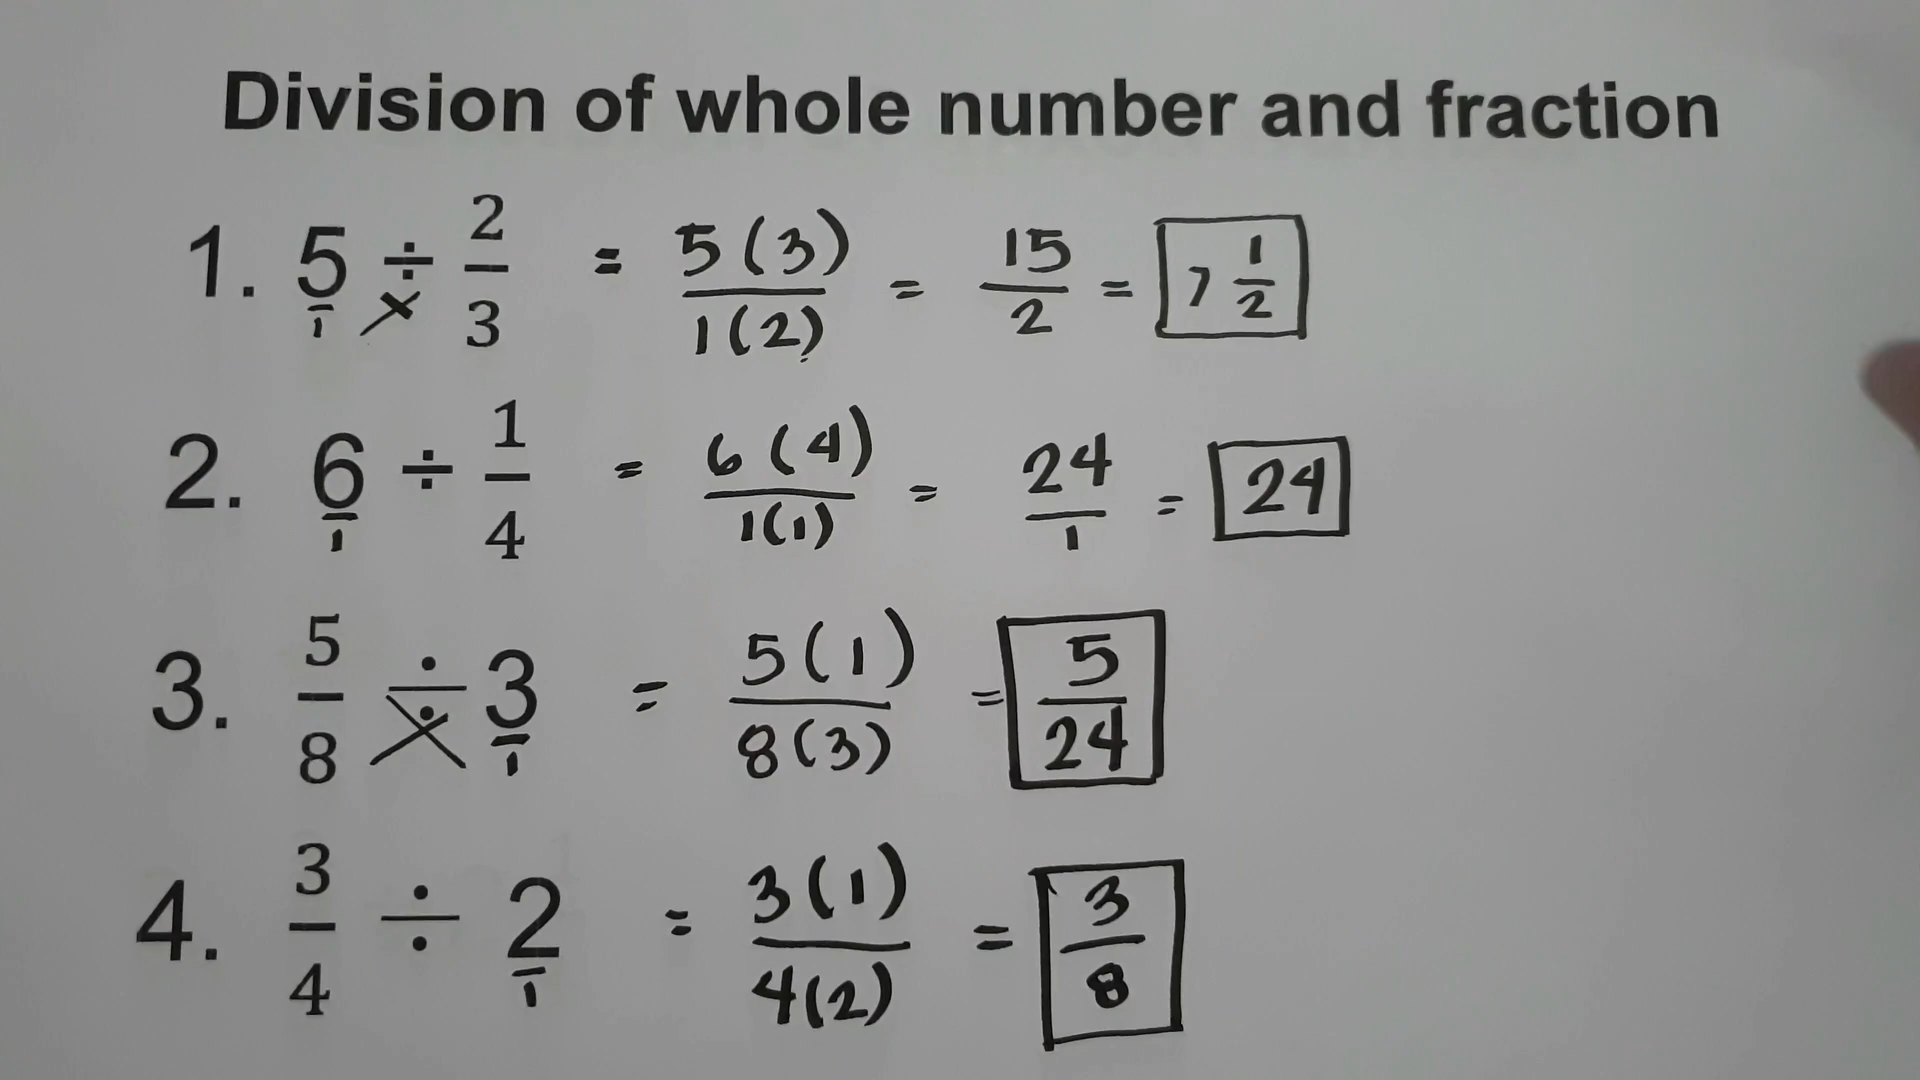 Division of whole number and fraction
1. 5/1 ÷ 2/3 = 5(3)/1(2) = 15/2 = 7 1/2
2. 6/1 ÷ 1/4 = 6(4)/1(1) = 24/1 = 24
3. 5/8 ÷ 3/1 = 5(1)/8(3) = 5/24
4. 3/4 ÷ 2/1 = 3(1)/4(2) = 3/8